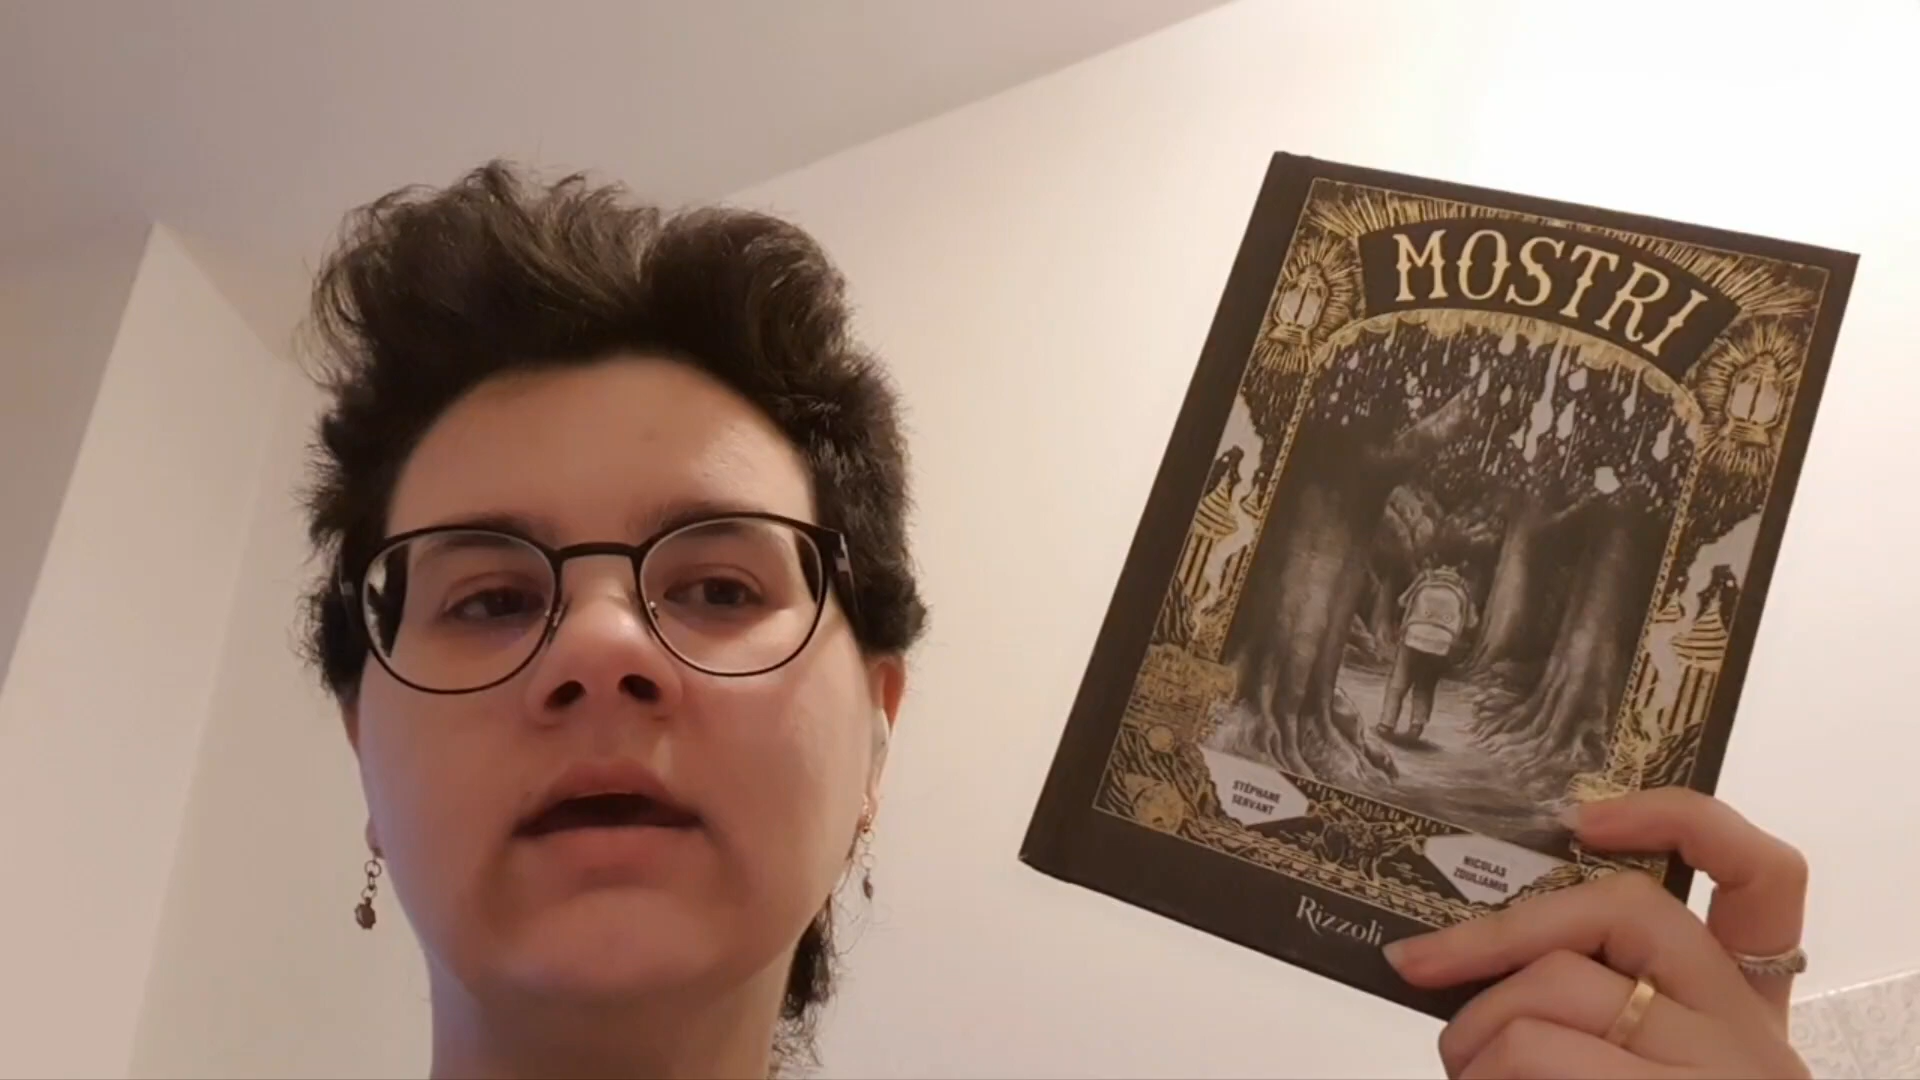 MOSTRI
STÉPHANE
SERVANT
NICOLAS
ZOULIAMIS
Rizzoli